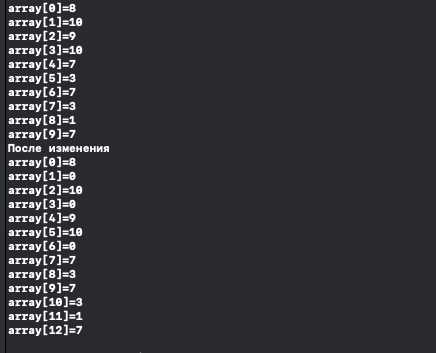 array[0]=8
array[1]=10
array[2]=9
array[3]=10
array[4]=7
array[5]=3
array[6]=7
array[7]=3
array[8]=1
array[9]=7
После изменения
array[0]=8
array[1]=0
array[2]=10
array[3]=0
array[4]=9
array[5]=10
array[6]=0
array[7]=7
array[8]=3
array[9]=7
array[10]=3
array[11]=1
array[12]=7